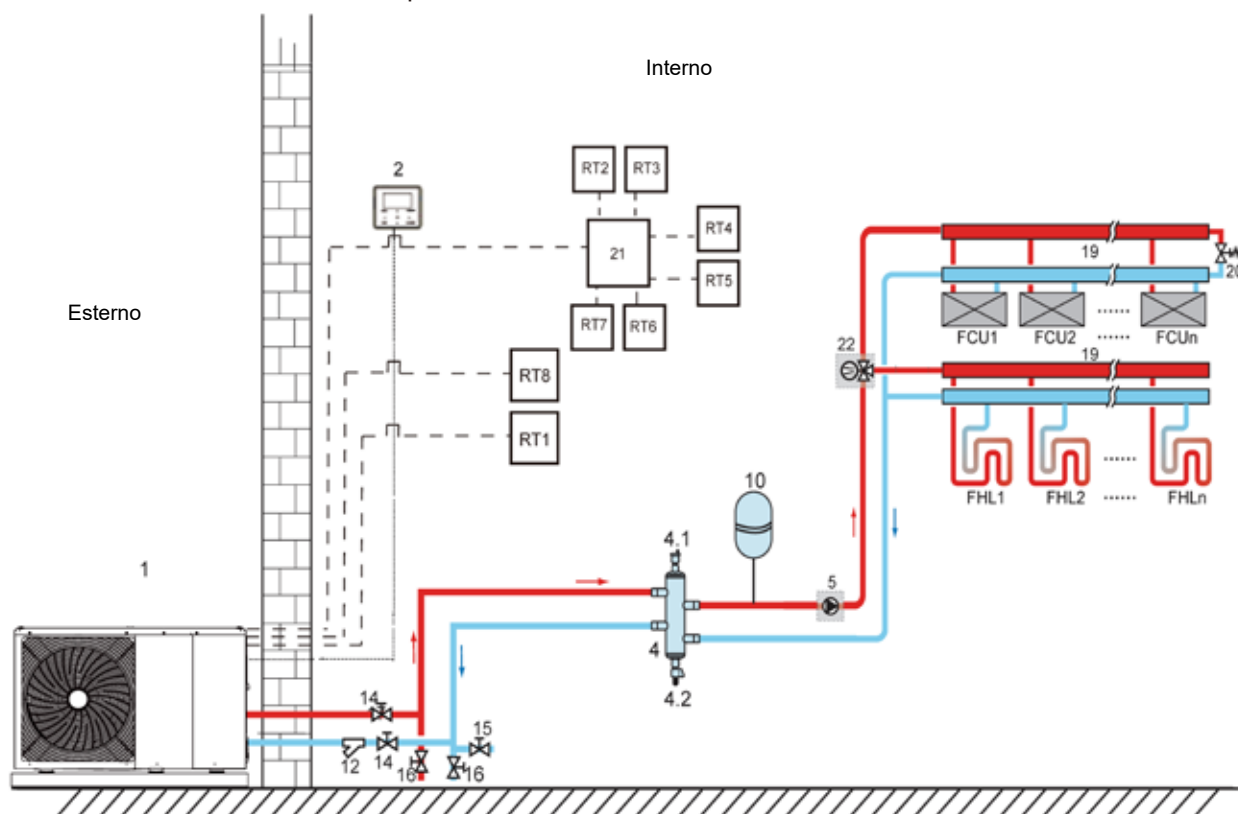 Interno
Esterno
2
RT2
RT3
RT4
21
RT5
RT7
RT6
RT8
RT1
19
20
FCU1
FCU2
......
FCUn
22
19
FHL1
FHL2
......
......
FHLn
10
4.1
5
4
4.2
1
14
15
12
14
16
16